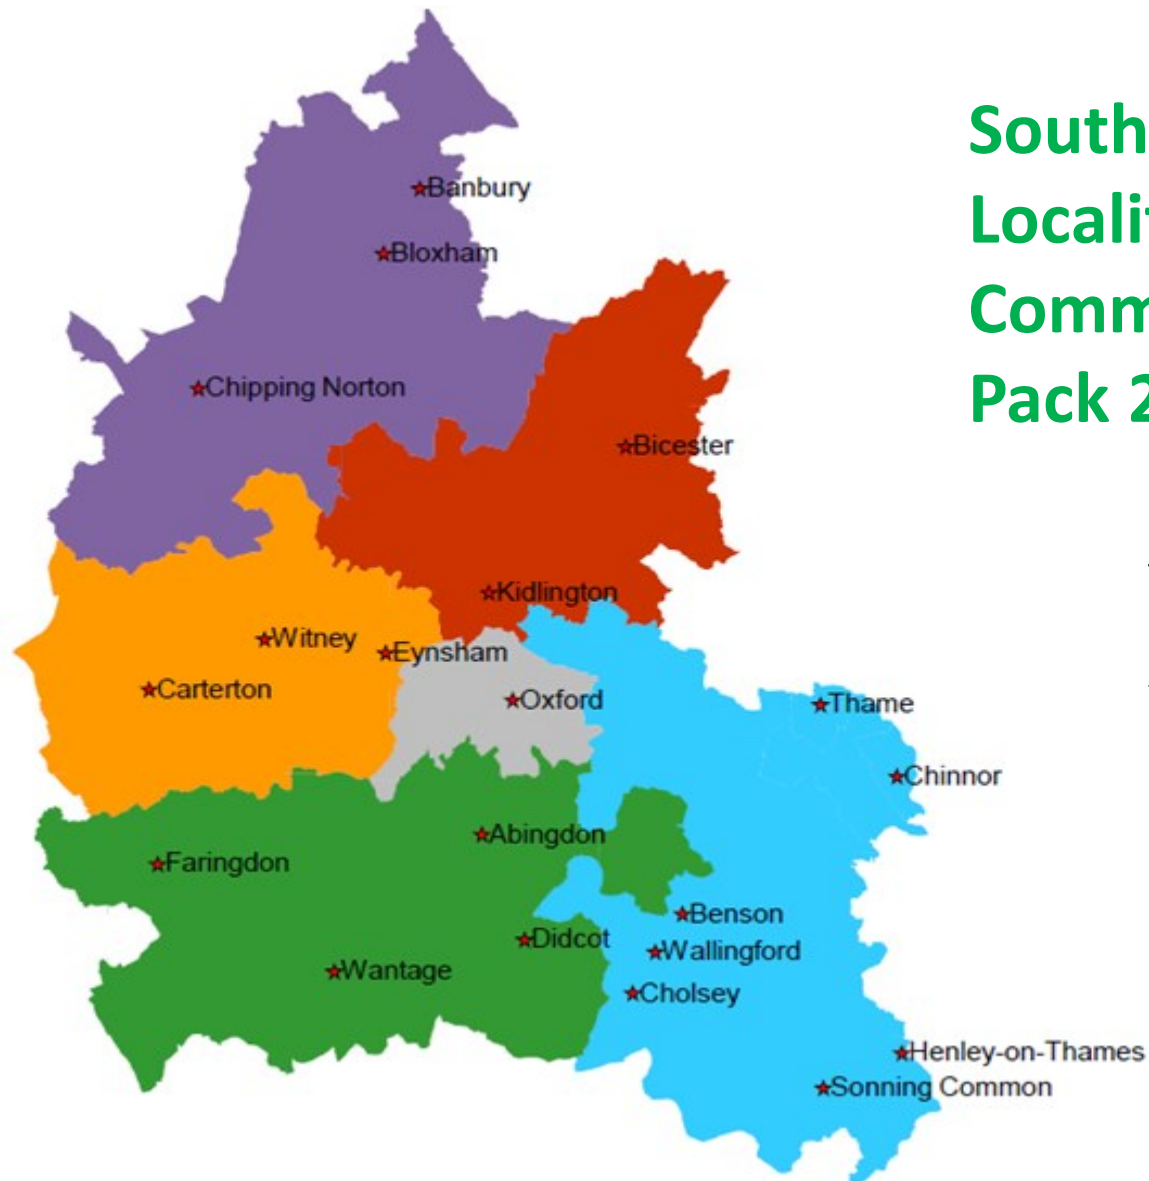 South
Locali
Comm
Pack 2
Banbury
Bloxham
Chipping Norton
Bicester
Kidlington
Witney
Eynsham
Carterton
Oxford
Thame
Chinnor
Abingdon
Faringdon
Benson
Didcot
Wallingford
Wantage
Cholsey
Henley-on-Thames
Sonning Common